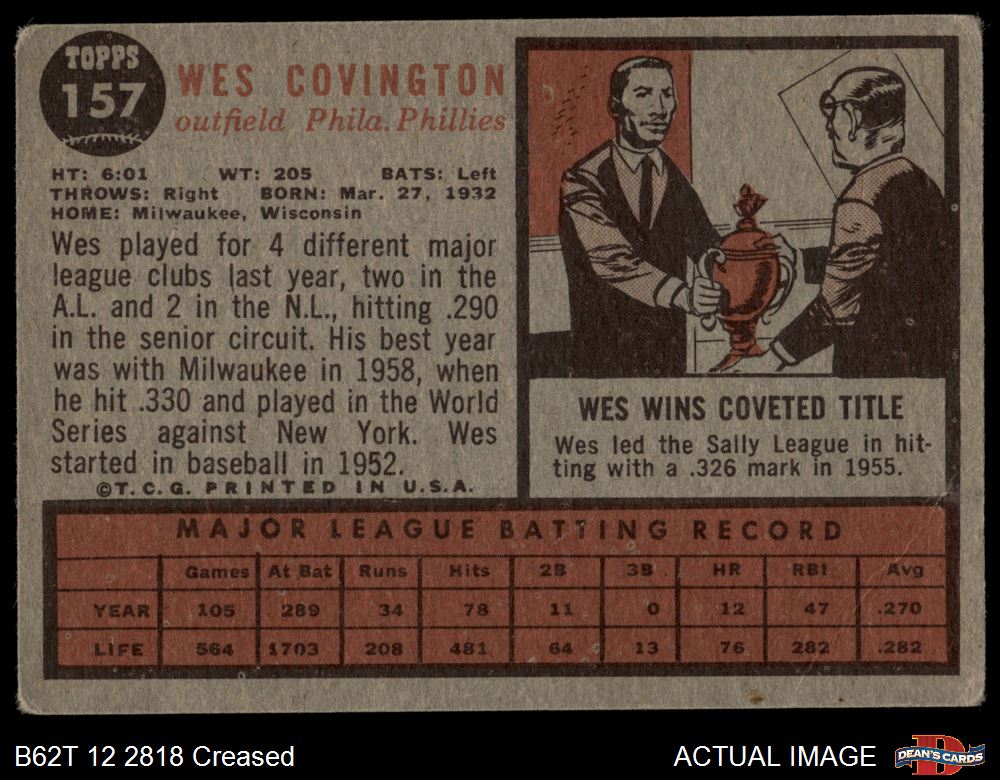 TOPPS
157
WES COVINGTON
outfield Phila. Phillies
HT: 6:01 WT: 205 BATS: Left
THROWS: Right BORN: Mar. 27, 1932
HOME: Milwaukee, Wisconsin
Wes played for 4 different major
league clubs last year, two in the
A.L. and 2 in the N.L., hitting .290
in the senior circuit. His best year
was with Milwaukee in 1958, when
he hit .330 and played in the World
Series against New York. Wes
started in baseball in 1952.
©T.C.G. PRINTED IN U.S.A.
WES WINS COVETED TITLE
Wes led the Sally League in hit-
ting with a .326 mark in 1955.
MAJOR LEAGUE BATTING RECORD
Games At Bat Runs Hits 2B 3B HR RBI Avg
YEAR 105 289 34 78 11 0 12 47 .270
LIFE 564 1703 208 481 64 13 76 282 .282
B62T 12 2818 Creased
ACTUAL IMAGE
DEAN'S CARDS